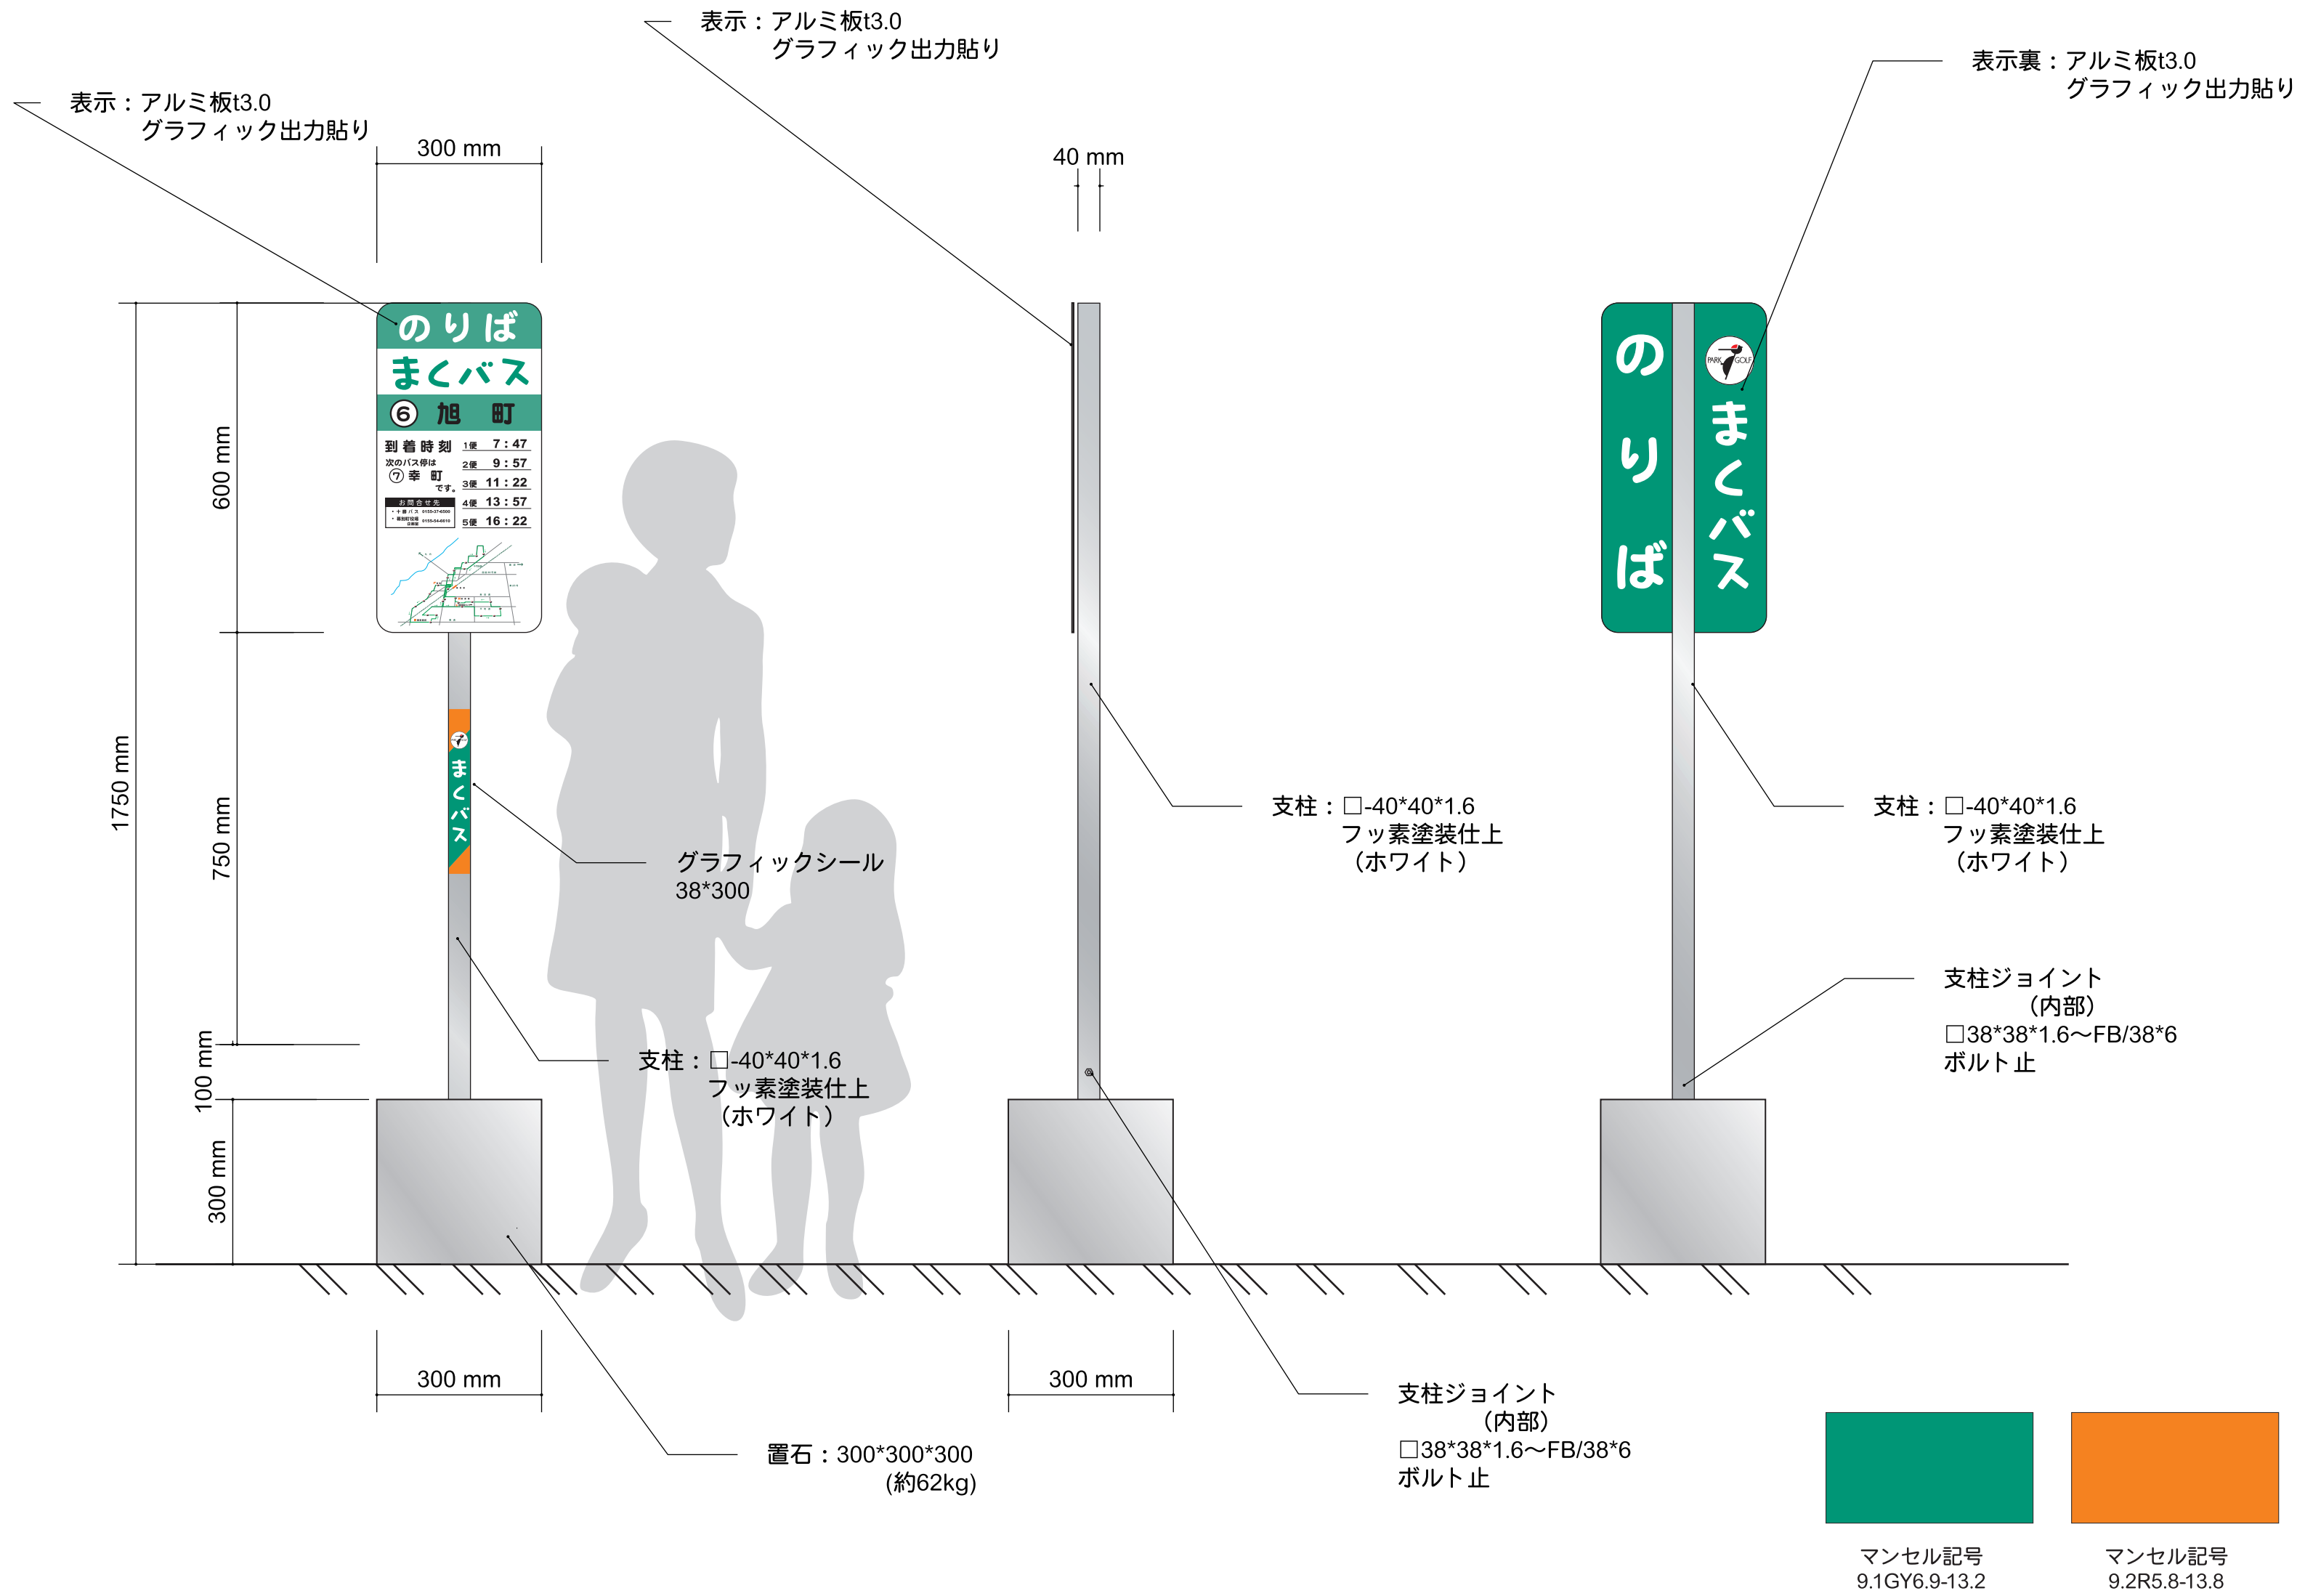 表示：アルミ板t3.0
グラフィック出力貼り
表示：アルミ板t3.0
グラフィック出力貼り
表示裏：アルミ板t3.0
グラフィック出力貼り
300 mm
40 mm
のりば
まくバス
⑥ 旭 町
到着時刻
次のバス停は
⑦ 幸 町
です。
お問合せ先
1便 7：47
2便 9：57
3便 11：22
4便 13：57
5便 16：22
のりば
PARK GOLF
まくバス
まくバス
1750 mm
600 mm
750 mm
100 mm
300 mm
グラフィックシール
38*300
支柱：□-40*40*1.6
フッ素塗装仕上
（ホワイト）
支柱：□-40*40*1.6
フッ素塗装仕上
（ホワイト）
支柱：□-40*40*1.6
フッ素塗装仕上
（ホワイト）
支柱ジョイント
（内部）
□38*38*1.6～FB/38*6
ボルト止
300 mm
300 mm
置石：300*300*300
(約62kg)
支柱ジョイント
（内部）
□38*38*1.6～FB/38*6
ボルト止
マンセル記号
9.1GY6.9-13.2
マンセル記号
9.2R5.8-13.8